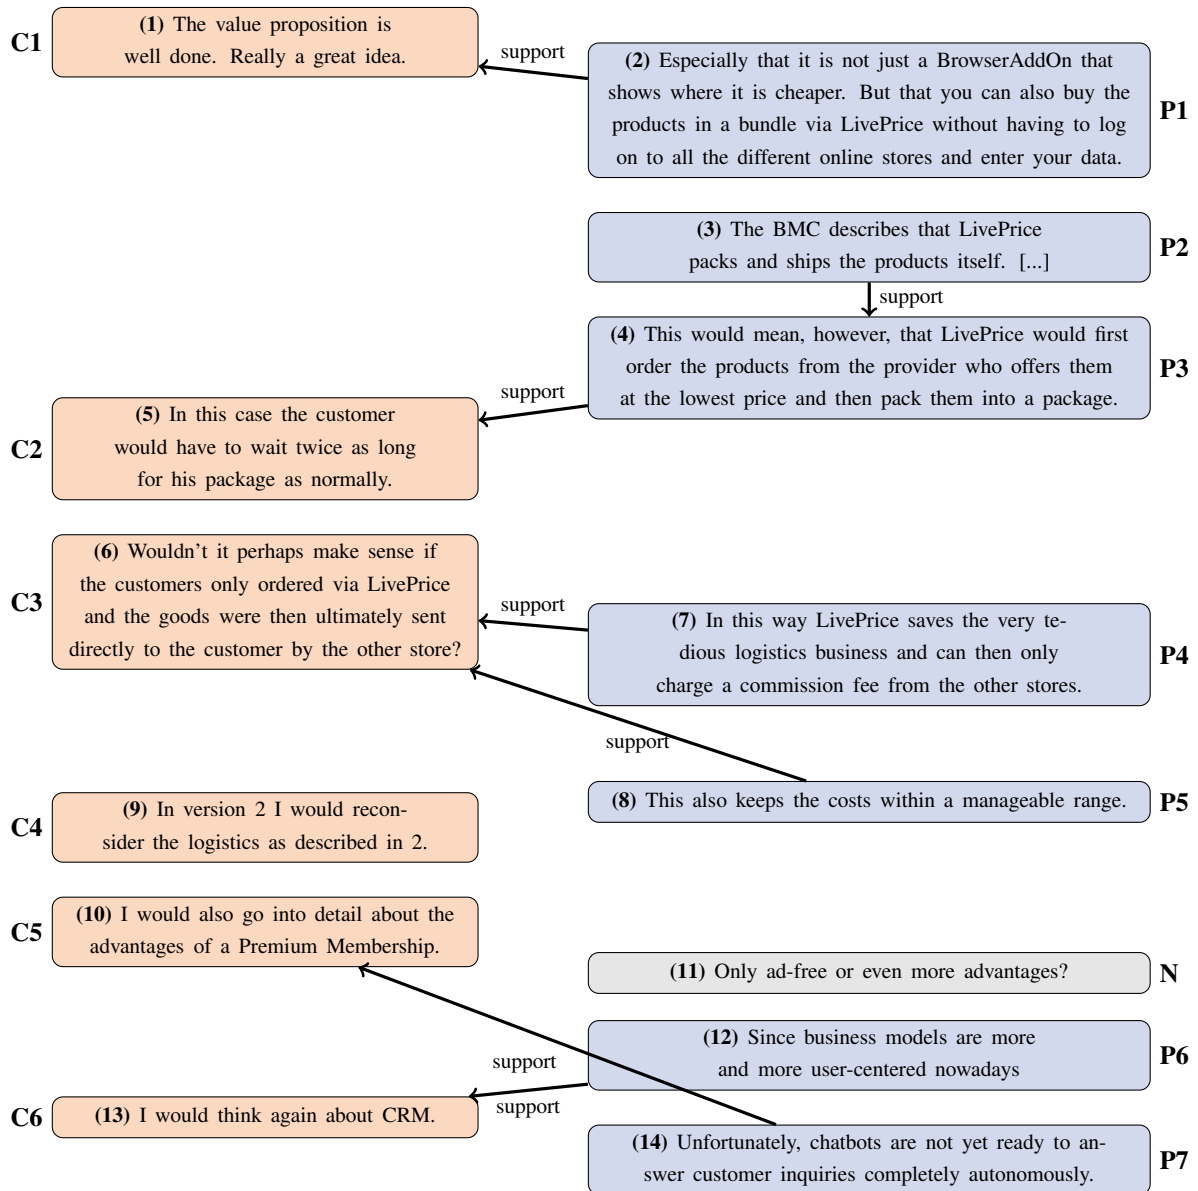 C1
(1) The value proposition is
well done. Really a great idea.
support
(2) Especially that it is not just a BrowserAddOn that
shows where it is cheaper. But that you can also buy the
products in a bundle via LivePrice without having to log
on to all the different online stores and enter your data.
P1
(3) The BMC describes that LivePrice
packs and ships the products itself. [...]
P2
support
(4) This would mean, however, that LivePrice would first
order the products from the provider who offers them
at the lowest price and then pack them into a package.
P3
support
C2
(5) In this case the customer
would have to wait twice as long
for his package as normally.
C3
(6) Wouldn't it perhaps make sense if
the customers only ordered via LivePrice
and the goods were then ultimately sent
directly to the customer by the other store?
support
(7) In this way LivePrice saves the very te-
dious logistics business and can then only
charge a commission fee from the other stores.
P4
support
(8) This also keeps the costs within a manageable range.
P5
C4
(9) In version 2 I would recon-
sider the logistics as described in 2.
C5
(10) I would also go into detail about the
advantages of a Premium Membership.
(11) Only ad-free or even more advantages?
N
(12) Since business models are more
and more user-centered nowadays
P6
support
support
C6
(13) I would think again about CRM.
(14) Unfortunately, chatbots are not yet ready to an-
swer customer inquiries completely autonomously.
P7